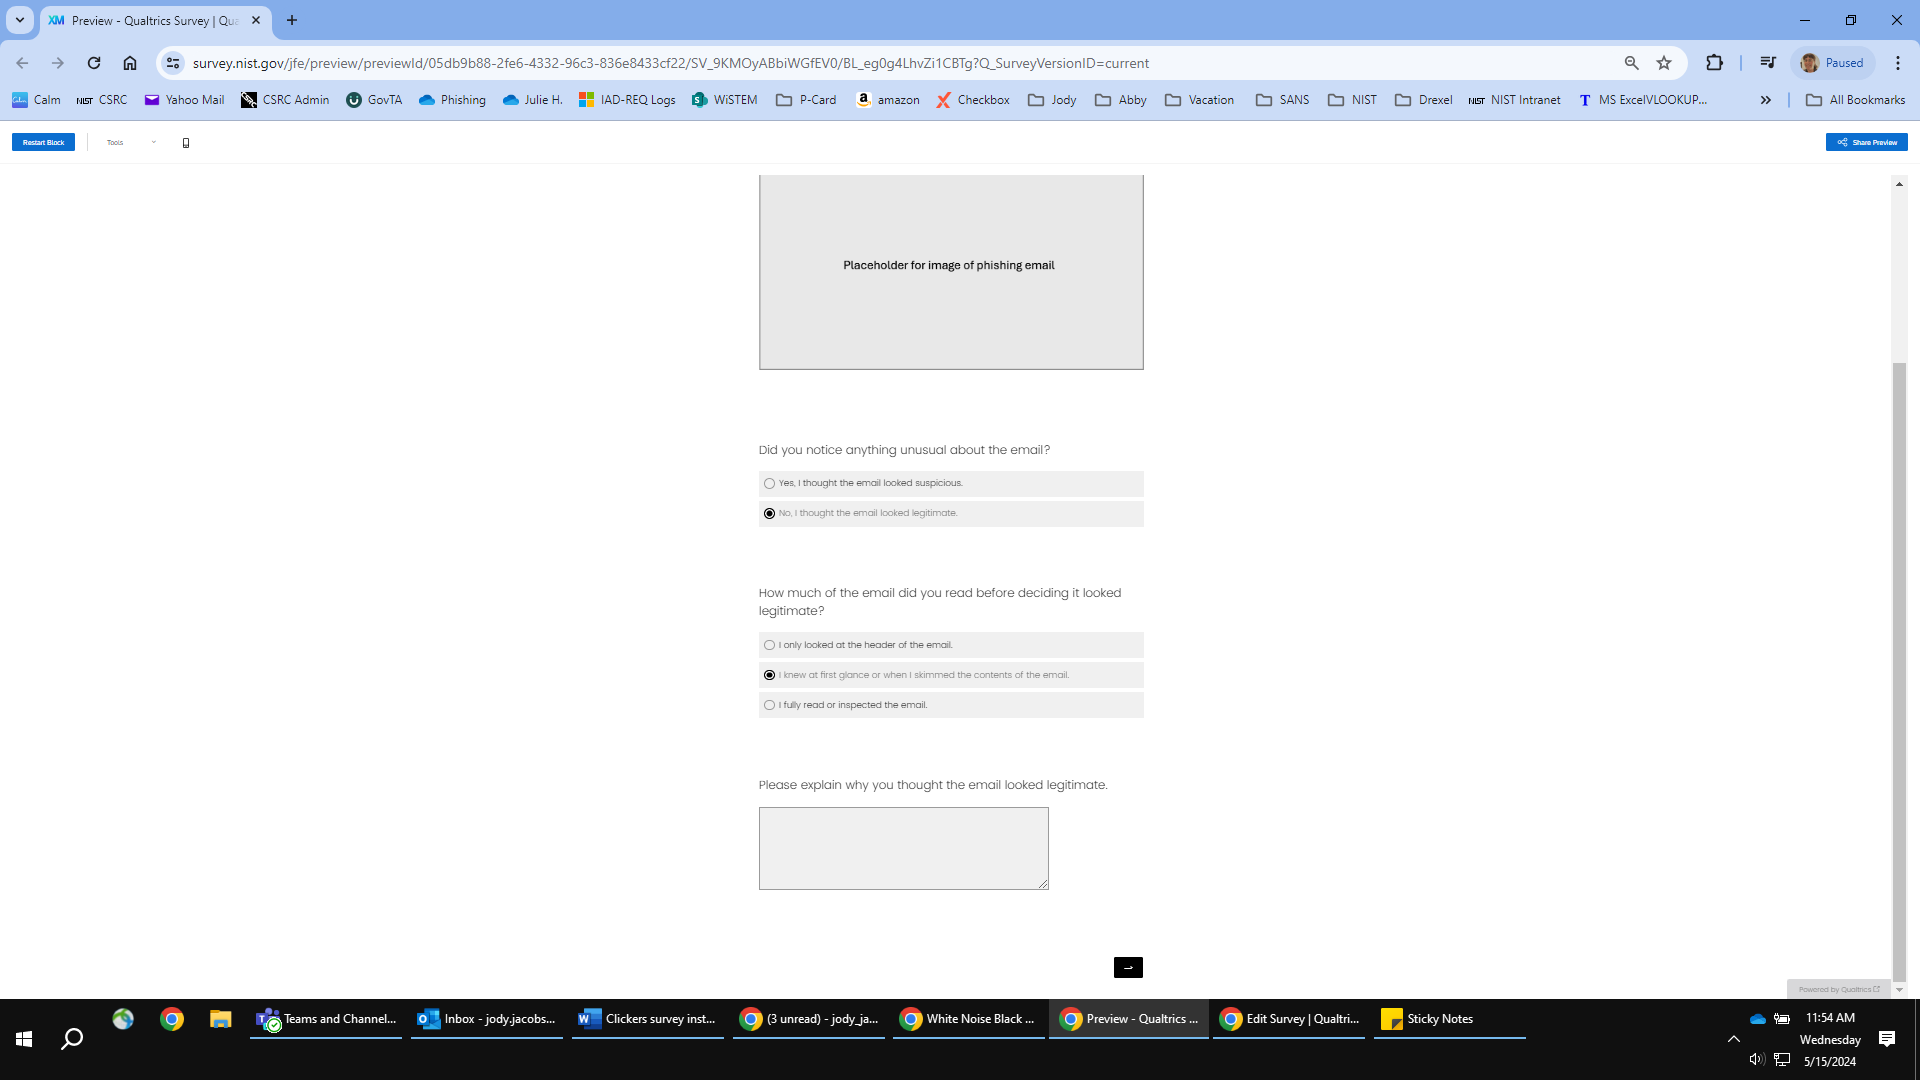 XM Preview - Qualtrics Survey | Qua
survey.nist.gov/jfe/preview/previewId/05db9b88-2fe6-4332-96c3-836e8433cf22/SV_9KMOyABbiWGfEV0/BL_eg0g4LhvZi1CBTg?Q_SurveyVersionID=current
Paused
Calm NIST CSRC Yahoo Mail CSRC Admin GovTA Phishing Julie H. IAD-REQ Logs WiSTEM P-Card amazon Checkbox Jody Abby Vacation SANS NIST Drexel NIST NIST Intranet T MS ExcelVLOOKUP... All Bookmarks
Restart Block Tools Share Preview
Placeholder for image of phishing email
Did you notice anything unusual about the email?
Yes, I thought the email looked suspicious.
No, I thought the email looked legitimate.
How much of the email did you read before deciding it looked
legitimate?
I only looked at the header of the email.
I knew at first glance or when I skimmed the contents of the email.
I fully read or inspected the email.
Please explain why you thought the email looked legitimate.
Powered by Qualtrics
Teams and Channel... Inbox - jody.jacobs... Clickers survey inst... (3 unread) - jody_ja... White Noise Black ... Preview - Qualtrics ... Edit Survey | Qualtri... Sticky Notes
11:54 AM
Wednesday
5/15/2024